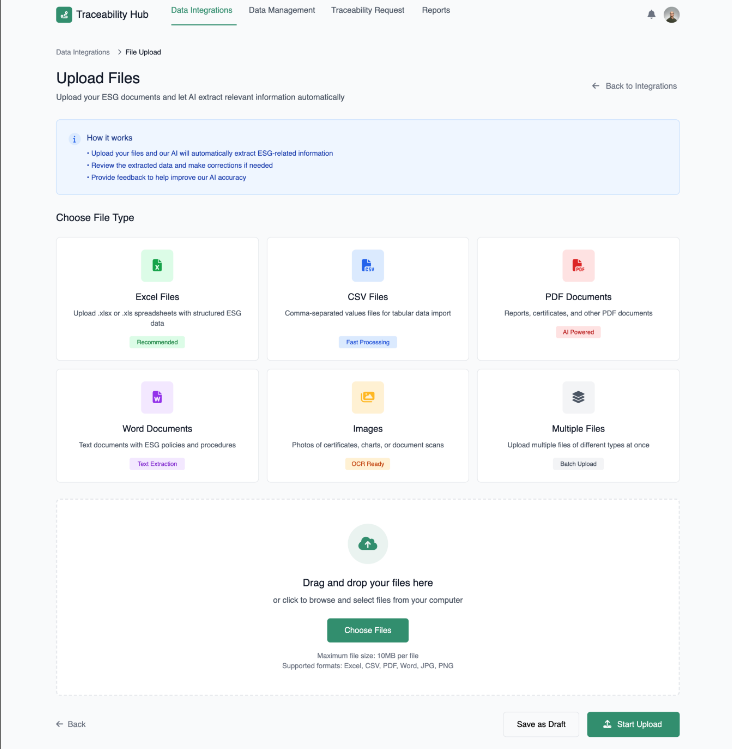 Traceability Hub
Data Integrations
Data Management
Traceability Request
Reports
Data Integrations > File Upload
Upload Files
Upload your ESG documents and let AI extract relevant information automatically
← Back to Integrations
i
How it works
• Upload your files and our AI will automatically extract ESG-related information
• Review the extracted data and make corrections if needed
• Provide feedback to help improve our AI accuracy
Choose File Type
X
Excel Files
Upload .xlsx or .xls spreadsheets with structured ESG
data
Recommended
CSV
CSV Files
Comma-separated values files for tabular data import
Fast Processing
PDF
PDF Documents
Reports, certificates, and other PDF documents
AI Powered
W
Word Documents
Text documents with ESG policies and procedures
Text Extraction
Images
Photos of certificates, charts, or document scans
OCR Ready
Multiple Files
Upload multiple files of different types at once
Batch Upload
Drag and drop your files here
or click to browse and select files from your computer
Choose Files
Maximum file size: 10MB per file
Supported formats: Excel, CSV, PDF, Word, JPG, PNG
← Back
Save as Draft
Start Upload